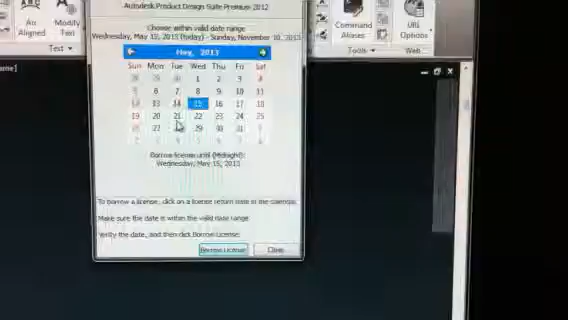 Autodesk Product Design Suite Premium 2012
Arc Aligned
Modify Text
Command Aliases
URL Options
Text
Tools
Web
Choose within valid date range
Wednesday, May 15, 2013 (today) - Sunday, November 10, 2013
May, 2013
Sun Mon Tue Wed Thu Fri Sat
28 29 30 1 2 3 4
5 6 7 8 9 10 11
12 13 14 15 16 17 18
19 20 21 22 23 24 25
26 27 28 29 30 31 1
2 3 4 5 6 7 8
Borrow license until (Midnight):
Wednesday, May 15, 2013
To borrow a license, click on a license return date in the calendar.
Make sure the date is within the valid date range
Verify the date, and then click Borrow License.
Borrow License
Close